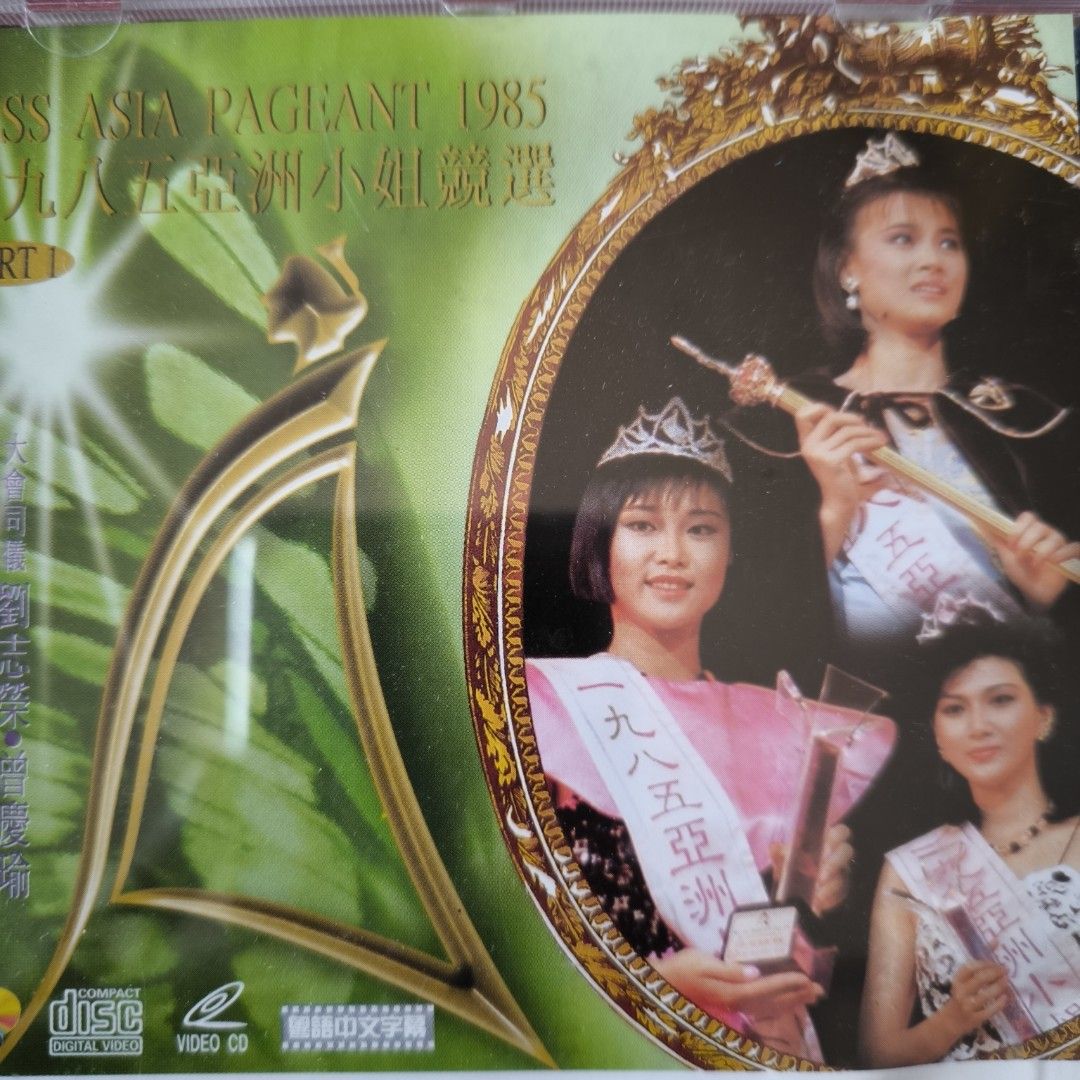 SS ASIA PAGEANT 1985
九八五亞洲小姐競選
RT 1
大會司儀 劉志榮•曾慶瑜
五亞
一九八五亞洲
亞洲小姐
COMPACT
disc
DIGITAL VIDEO
VIDEO CD
粵語中文字幕